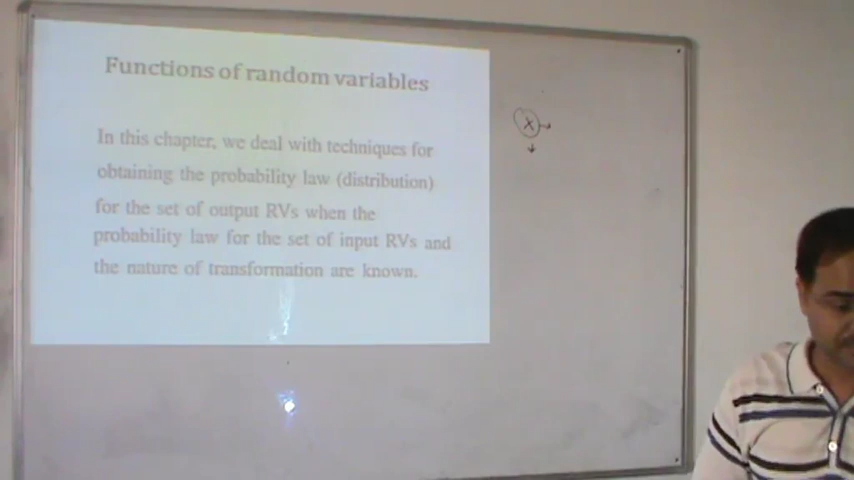 Functions of random variables
In this chapter, we deal with techniques for
obtaining the probability law (distribution)
for the set of output RVs when the
probability law for the set of input RVs and
the nature of transformation are known.
X